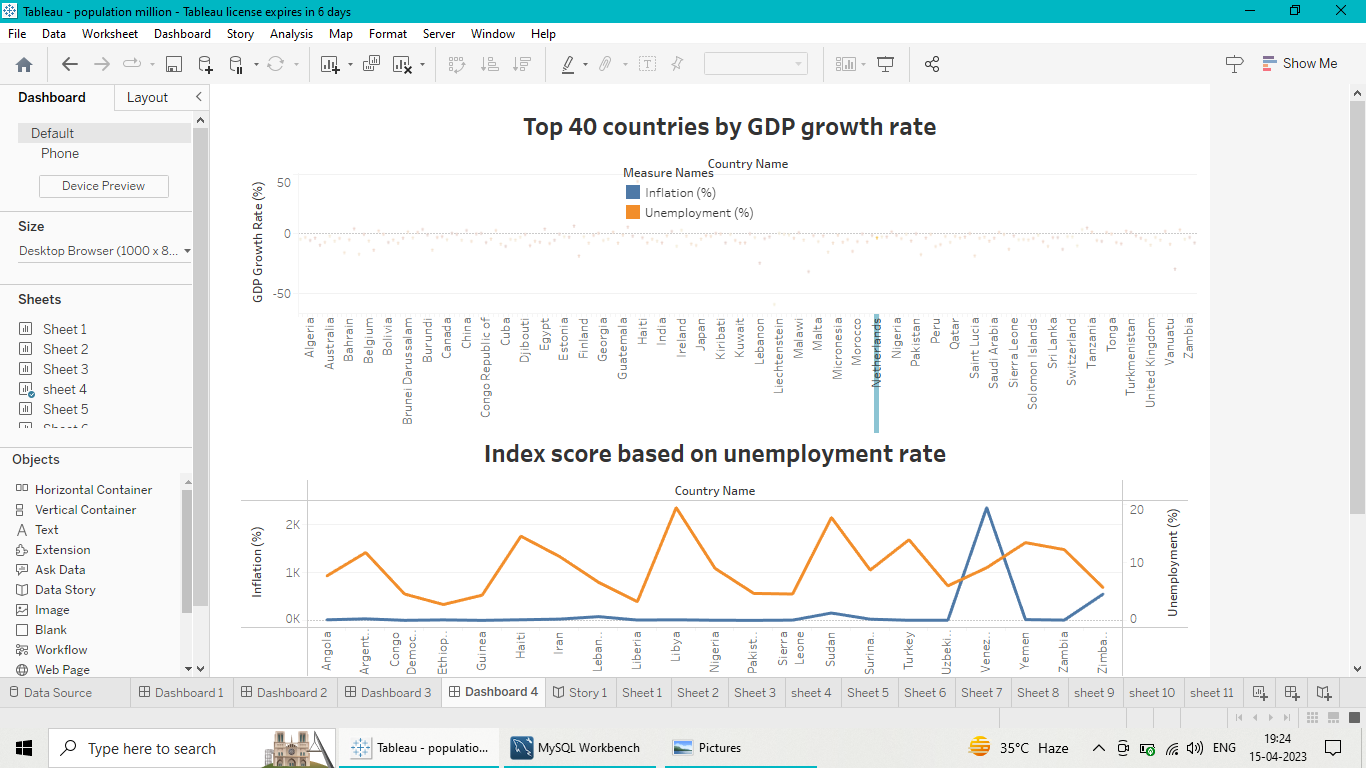 Tableau - population million - Tableau license expires in 6 days
File Data Worksheet Dashboard Story Analysis Map Format Server Window Help
Show Me
Dashboard Layout
Default
Phone
Device Preview
Size
Desktop Browser (1000 x 8...
Sheets
Sheet 1
Sheet 2
Sheet 3
sheet 4
Sheet 5
Objects
Horizontal Container
Vertical Container
Text
Extension
Ask Data
Data Story
Image
Blank
Workflow
Web Page
Top 40 countries by GDP growth rate
Country Name
Measure Names
Inflation (%)
Unemployment (%)
GDP Growth Rate (%)
50
0
-50
Algeria
Australia
Bahrain
Belgium
Bolivia
Brunei Darussalam
Burundi
Canada
China
Congo Republic of
Cuba
Djibouti
Egypt
Estonia
Finland
Georgia
Guatemala
Haiti
India
Ireland
Japan
Kiribati
Kuwait
Lebanon
Liechtenstein
Malawi
Malta
Micronesia
Morocco
Netherlands
Nigeria
Pakistan
Peru
Qatar
Saint Lucia
Saudi Arabia
Sierra Leone
Solomon Islands
Sri Lanka
Switzerland
Tanzania
Tonga
Turkmenistan
United Kingdom
Vanuatu
Zambia
Index score based on unemployment rate
Country Name
Inflation (%)
2K
1K
0K
20
10
0
Unemployment (%)
Angola
Argent..
Congo
Democ..
Ethiop..
Guinea
Haiti
Iran
Leban..
Liberia
Libya
Nigeria
Pakist..
Sierra
Leone
Sudan
Surina..
Turkey
Uzbeki..
Venez..
Yemen
Zambia
Zimba..
Data Source Dashboard 1 Dashboard 2 Dashboard 3 Dashboard 4 Story 1 Sheet 1 Sheet 2 Sheet 3 sheet 4 Sheet 5 Sheet 6 Sheet 7 Sheet 8 sheet 9 sheet 10 sheet 11
Type here to search
Tableau - populatio...
MySQL Workbench
Pictures
35°C Haze
ENG
19:24
15-04-2023